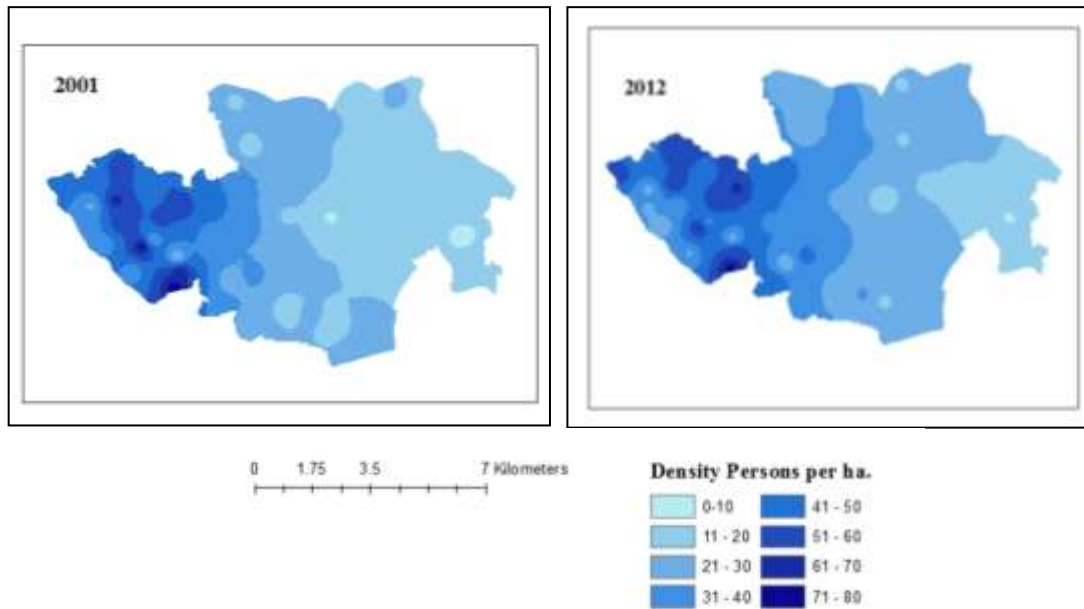 2001
2012
0 1.75 3.5 7 Kilometers
Density Persons per ha.
0-10 41 - 50
11 - 20 51 - 60
21 - 30 61 - 70
31 - 40 71 - 80